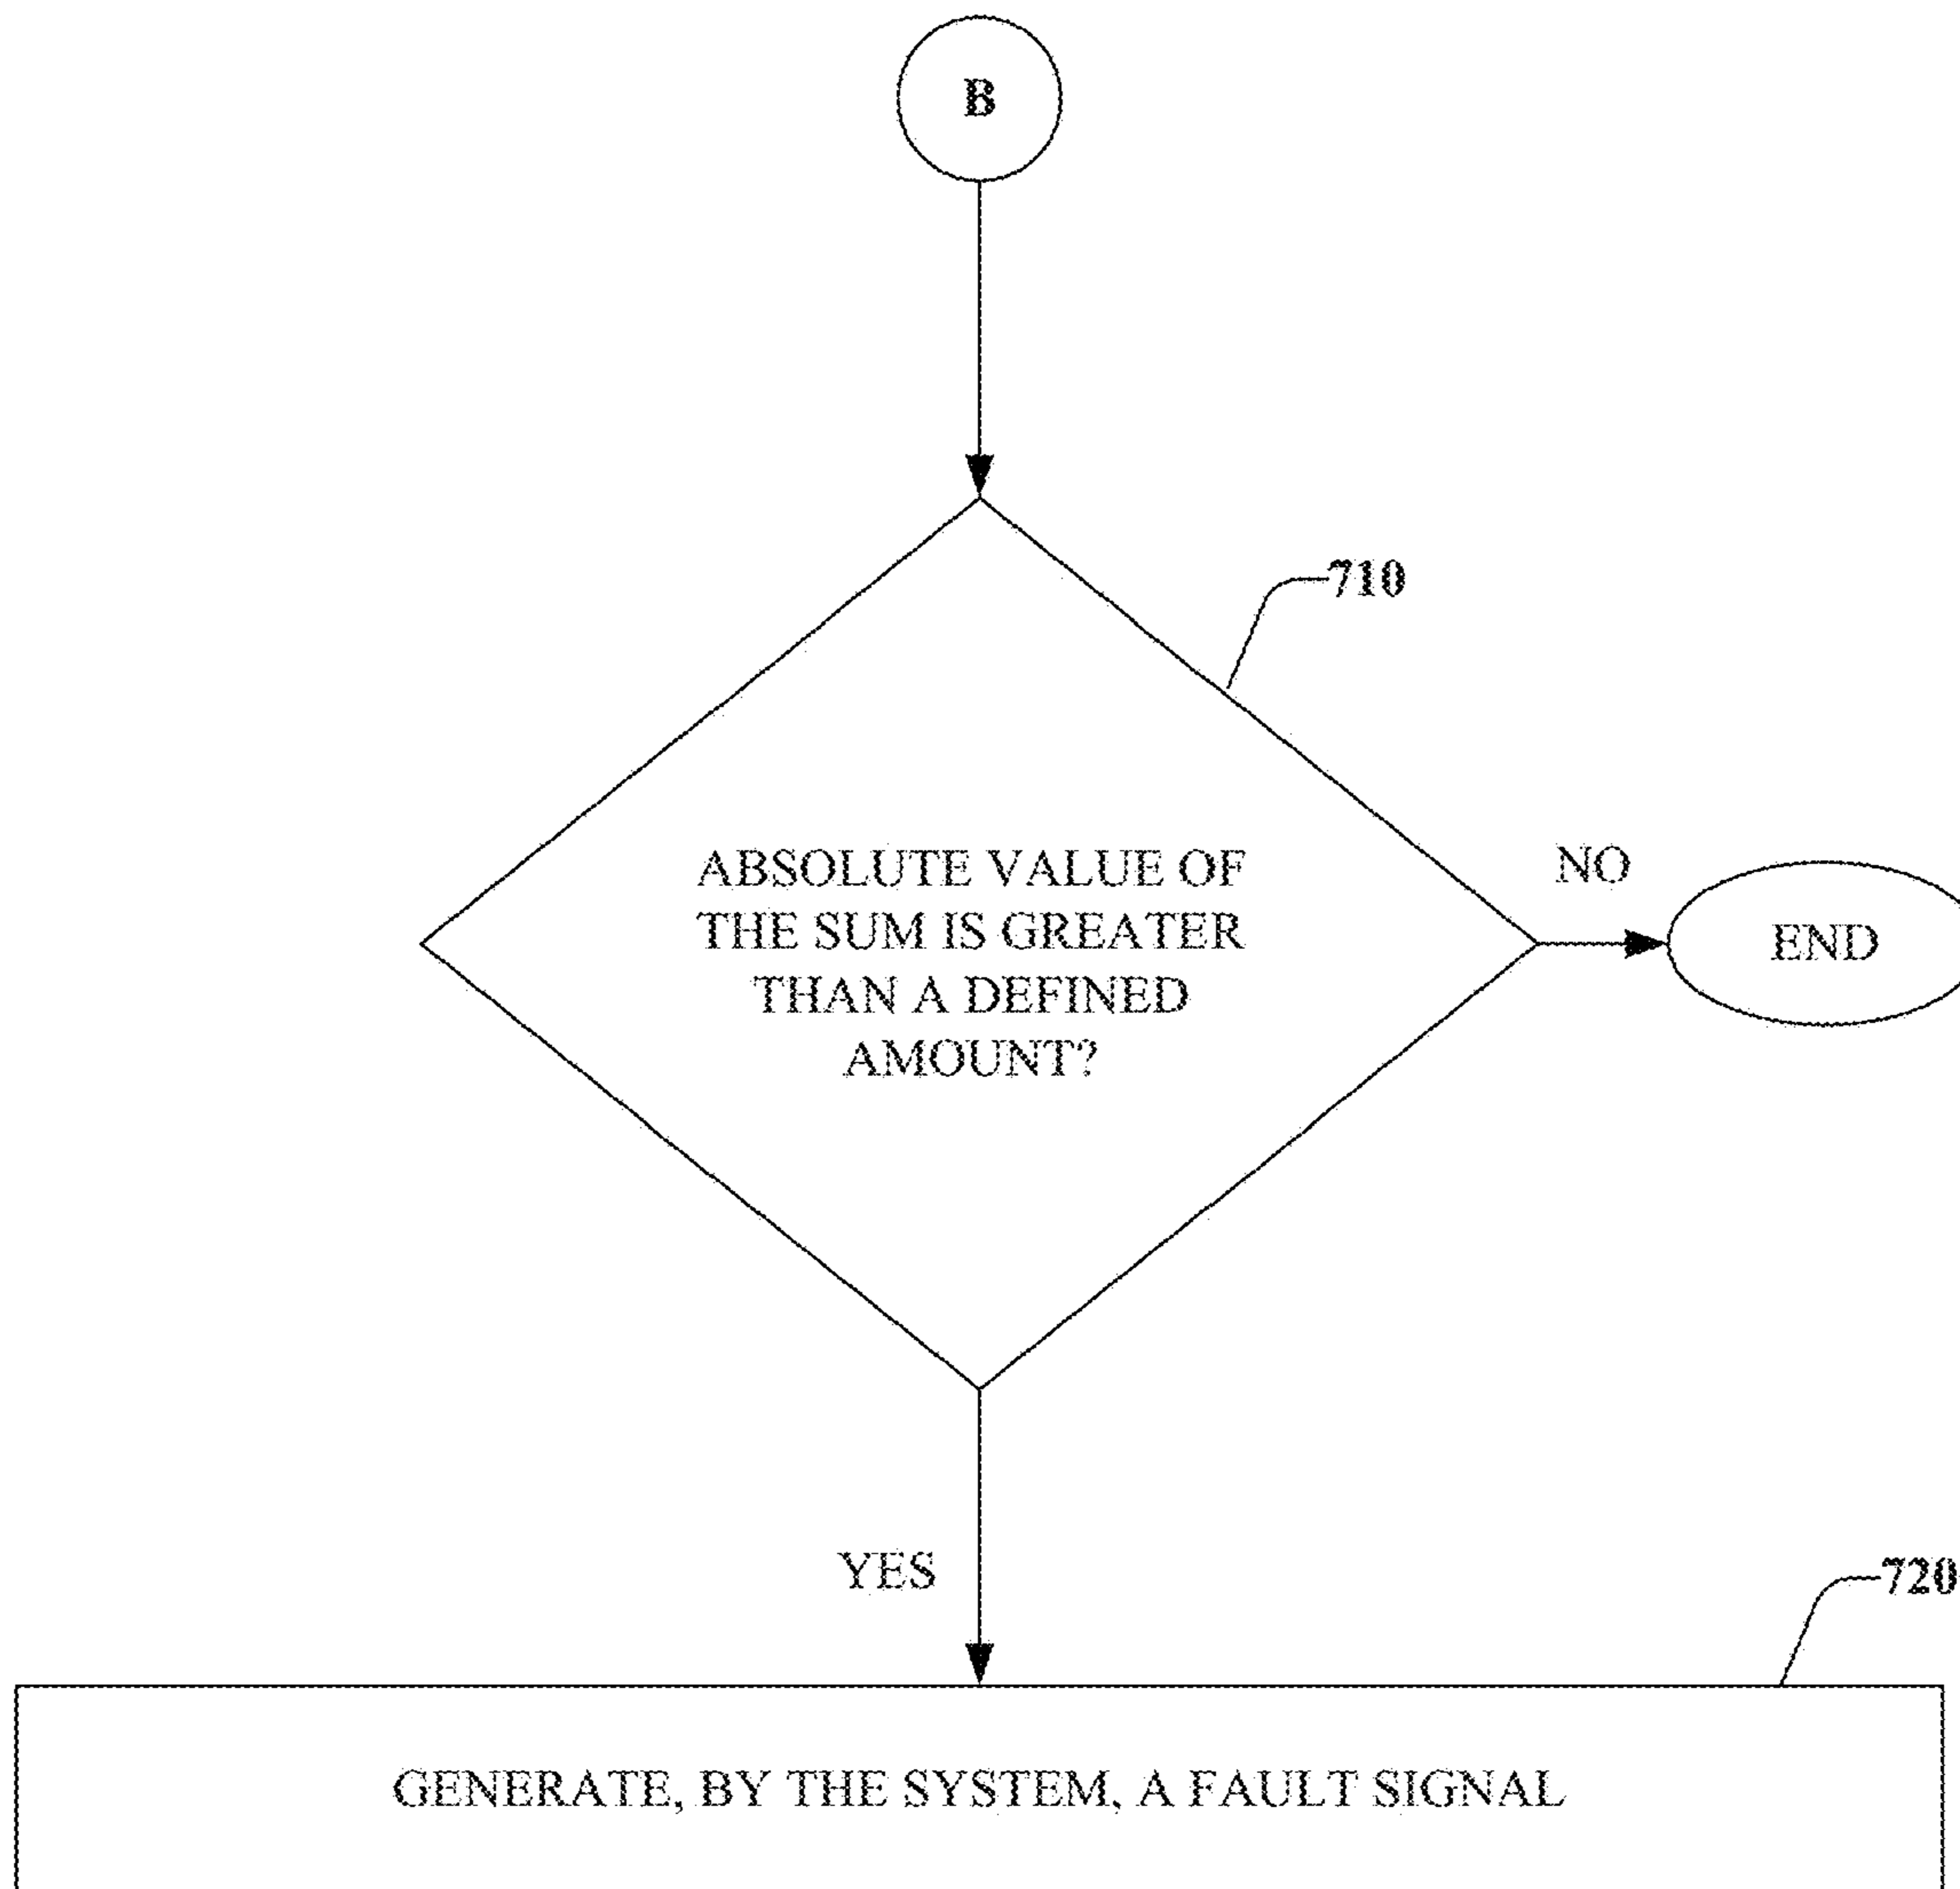 B
710
ABSOLUTE VALUE OF
THE SUM IS GREATER
THAN A DEFINED
AMOUNT?
NO
END
YES
720
GENERATE, BY THE SYSTEM, A FAULT SIGNAL